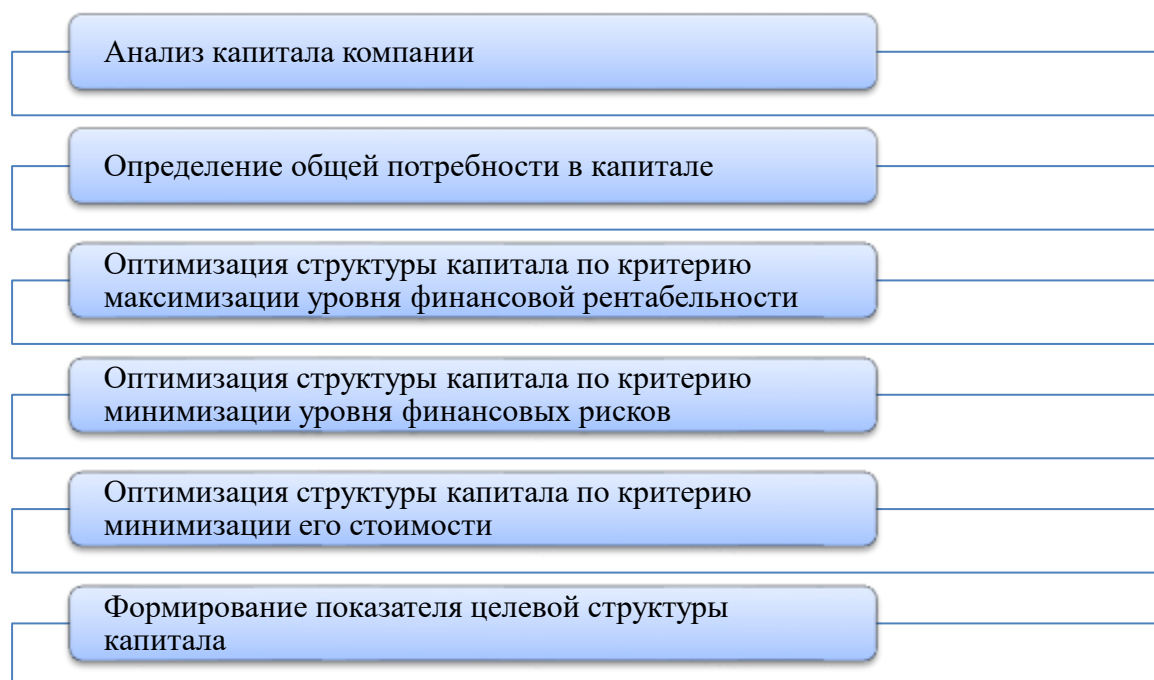 Анализ капитала компании
Определение общей потребности в капитале
Оптимизация структуры капитала по критерию
максимизации уровня финансовой рентабельности
Оптимизация структуры капитала по критерию
минимизации уровня финансовых рисков
Оптимизация структуры капитала по критерию
минимизации его стоимости
Формирование показателя целевой структуры
капитала